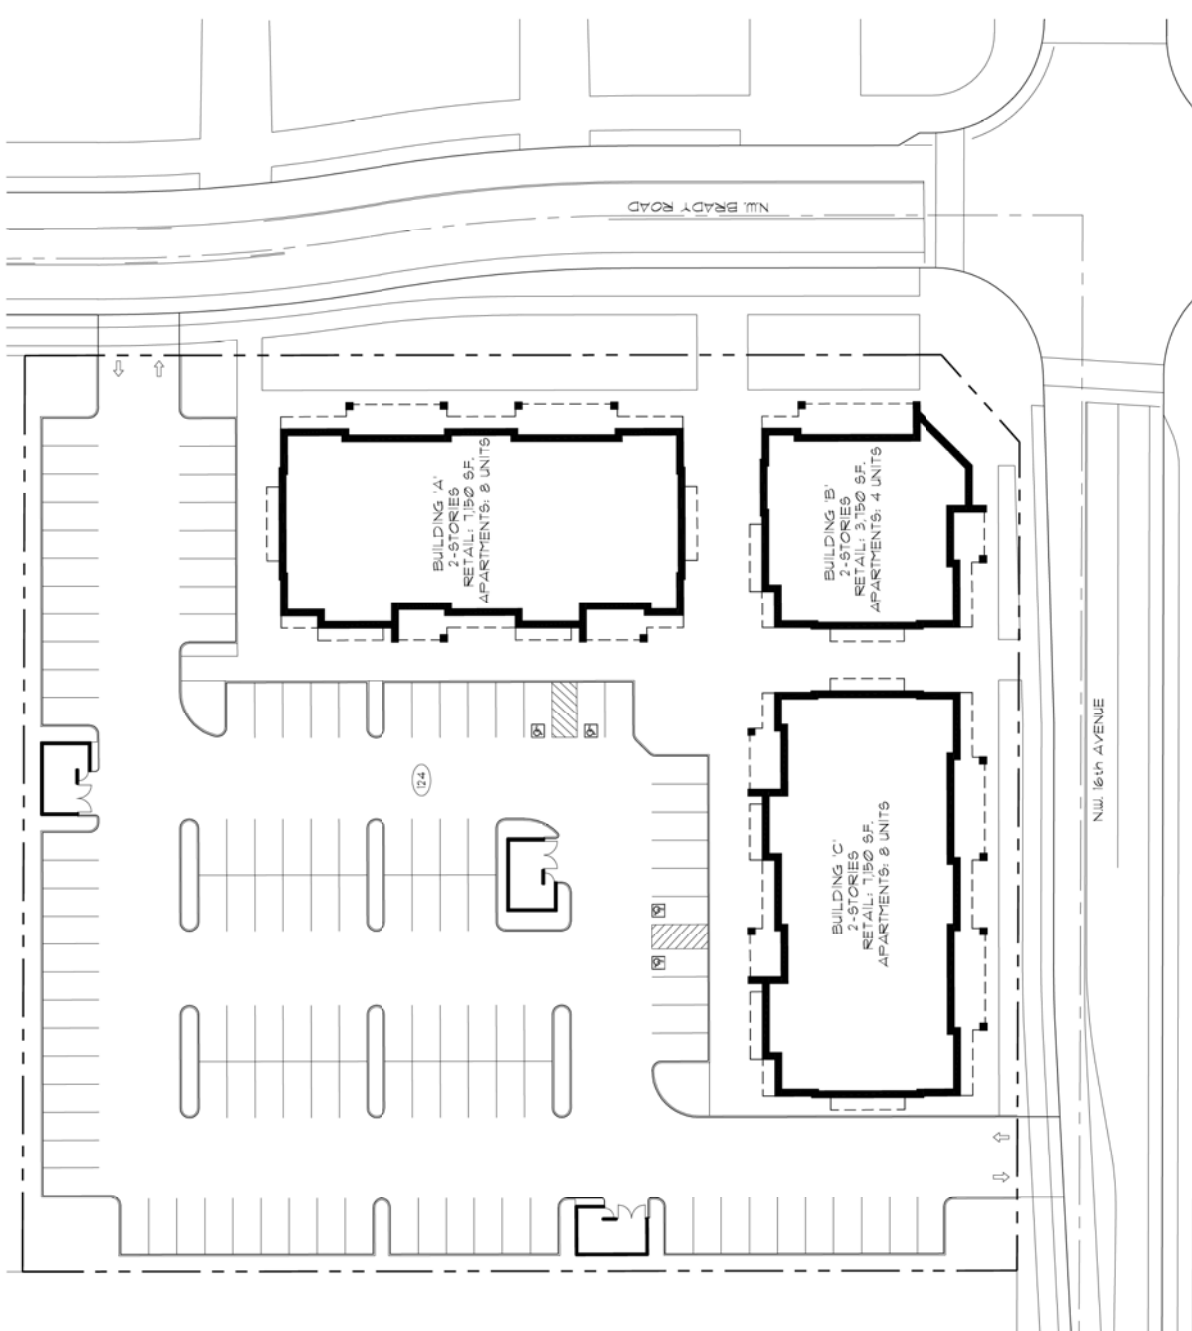 N.W. BRADY ROAD
BUILDING 'A'
2-STORIES
RETAIL: 7,150 S.F.
APARTMENTS: 8 UNITS
BUILDING 'B'
2-STORIES
RETAIL: 3,750 S.F.
APARTMENTS: 4 UNITS
N.W. 16th AVENUE
124
BUILDING 'C'
2-STORIES
RETAIL: 7,150 S.F.
APARTMENTS: 8 UNITS